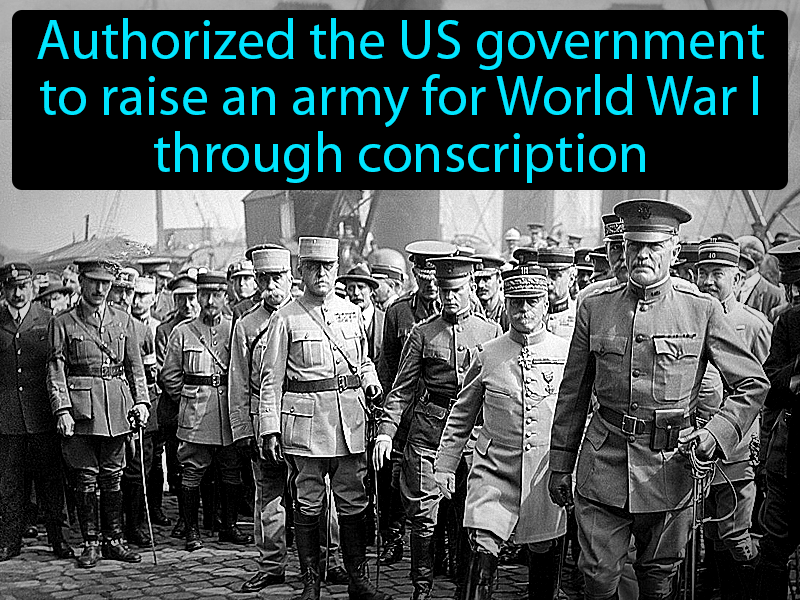 Authorized the US government
to raise an army for World War I
through conscription